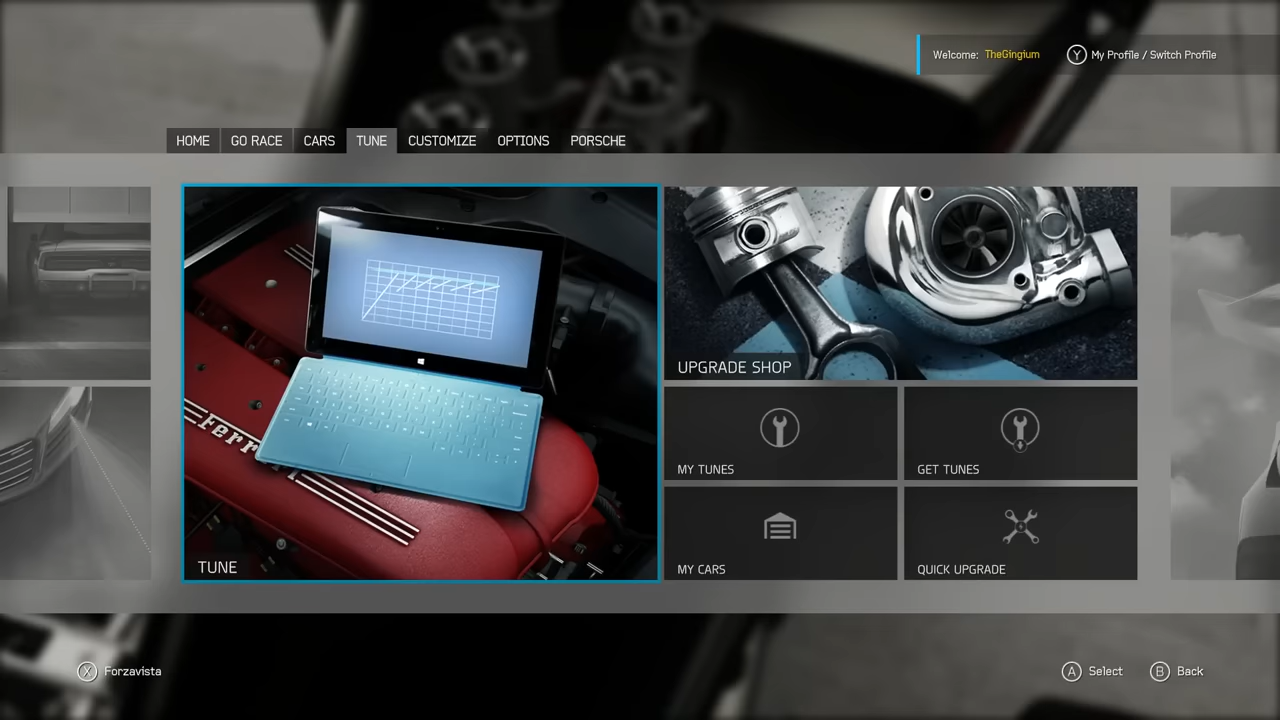 Welcome: TheGingium
Y My Profile / Switch Profile
HOME GO RACE CARS TUNE CUSTOMIZE OPTIONS PORSCHE
Ferr
TUNE
UPGRADE SHOP
MY TUNES
GET TUNES
MY CARS
QUICK UPGRADE
X Forzavista
A Select B Back